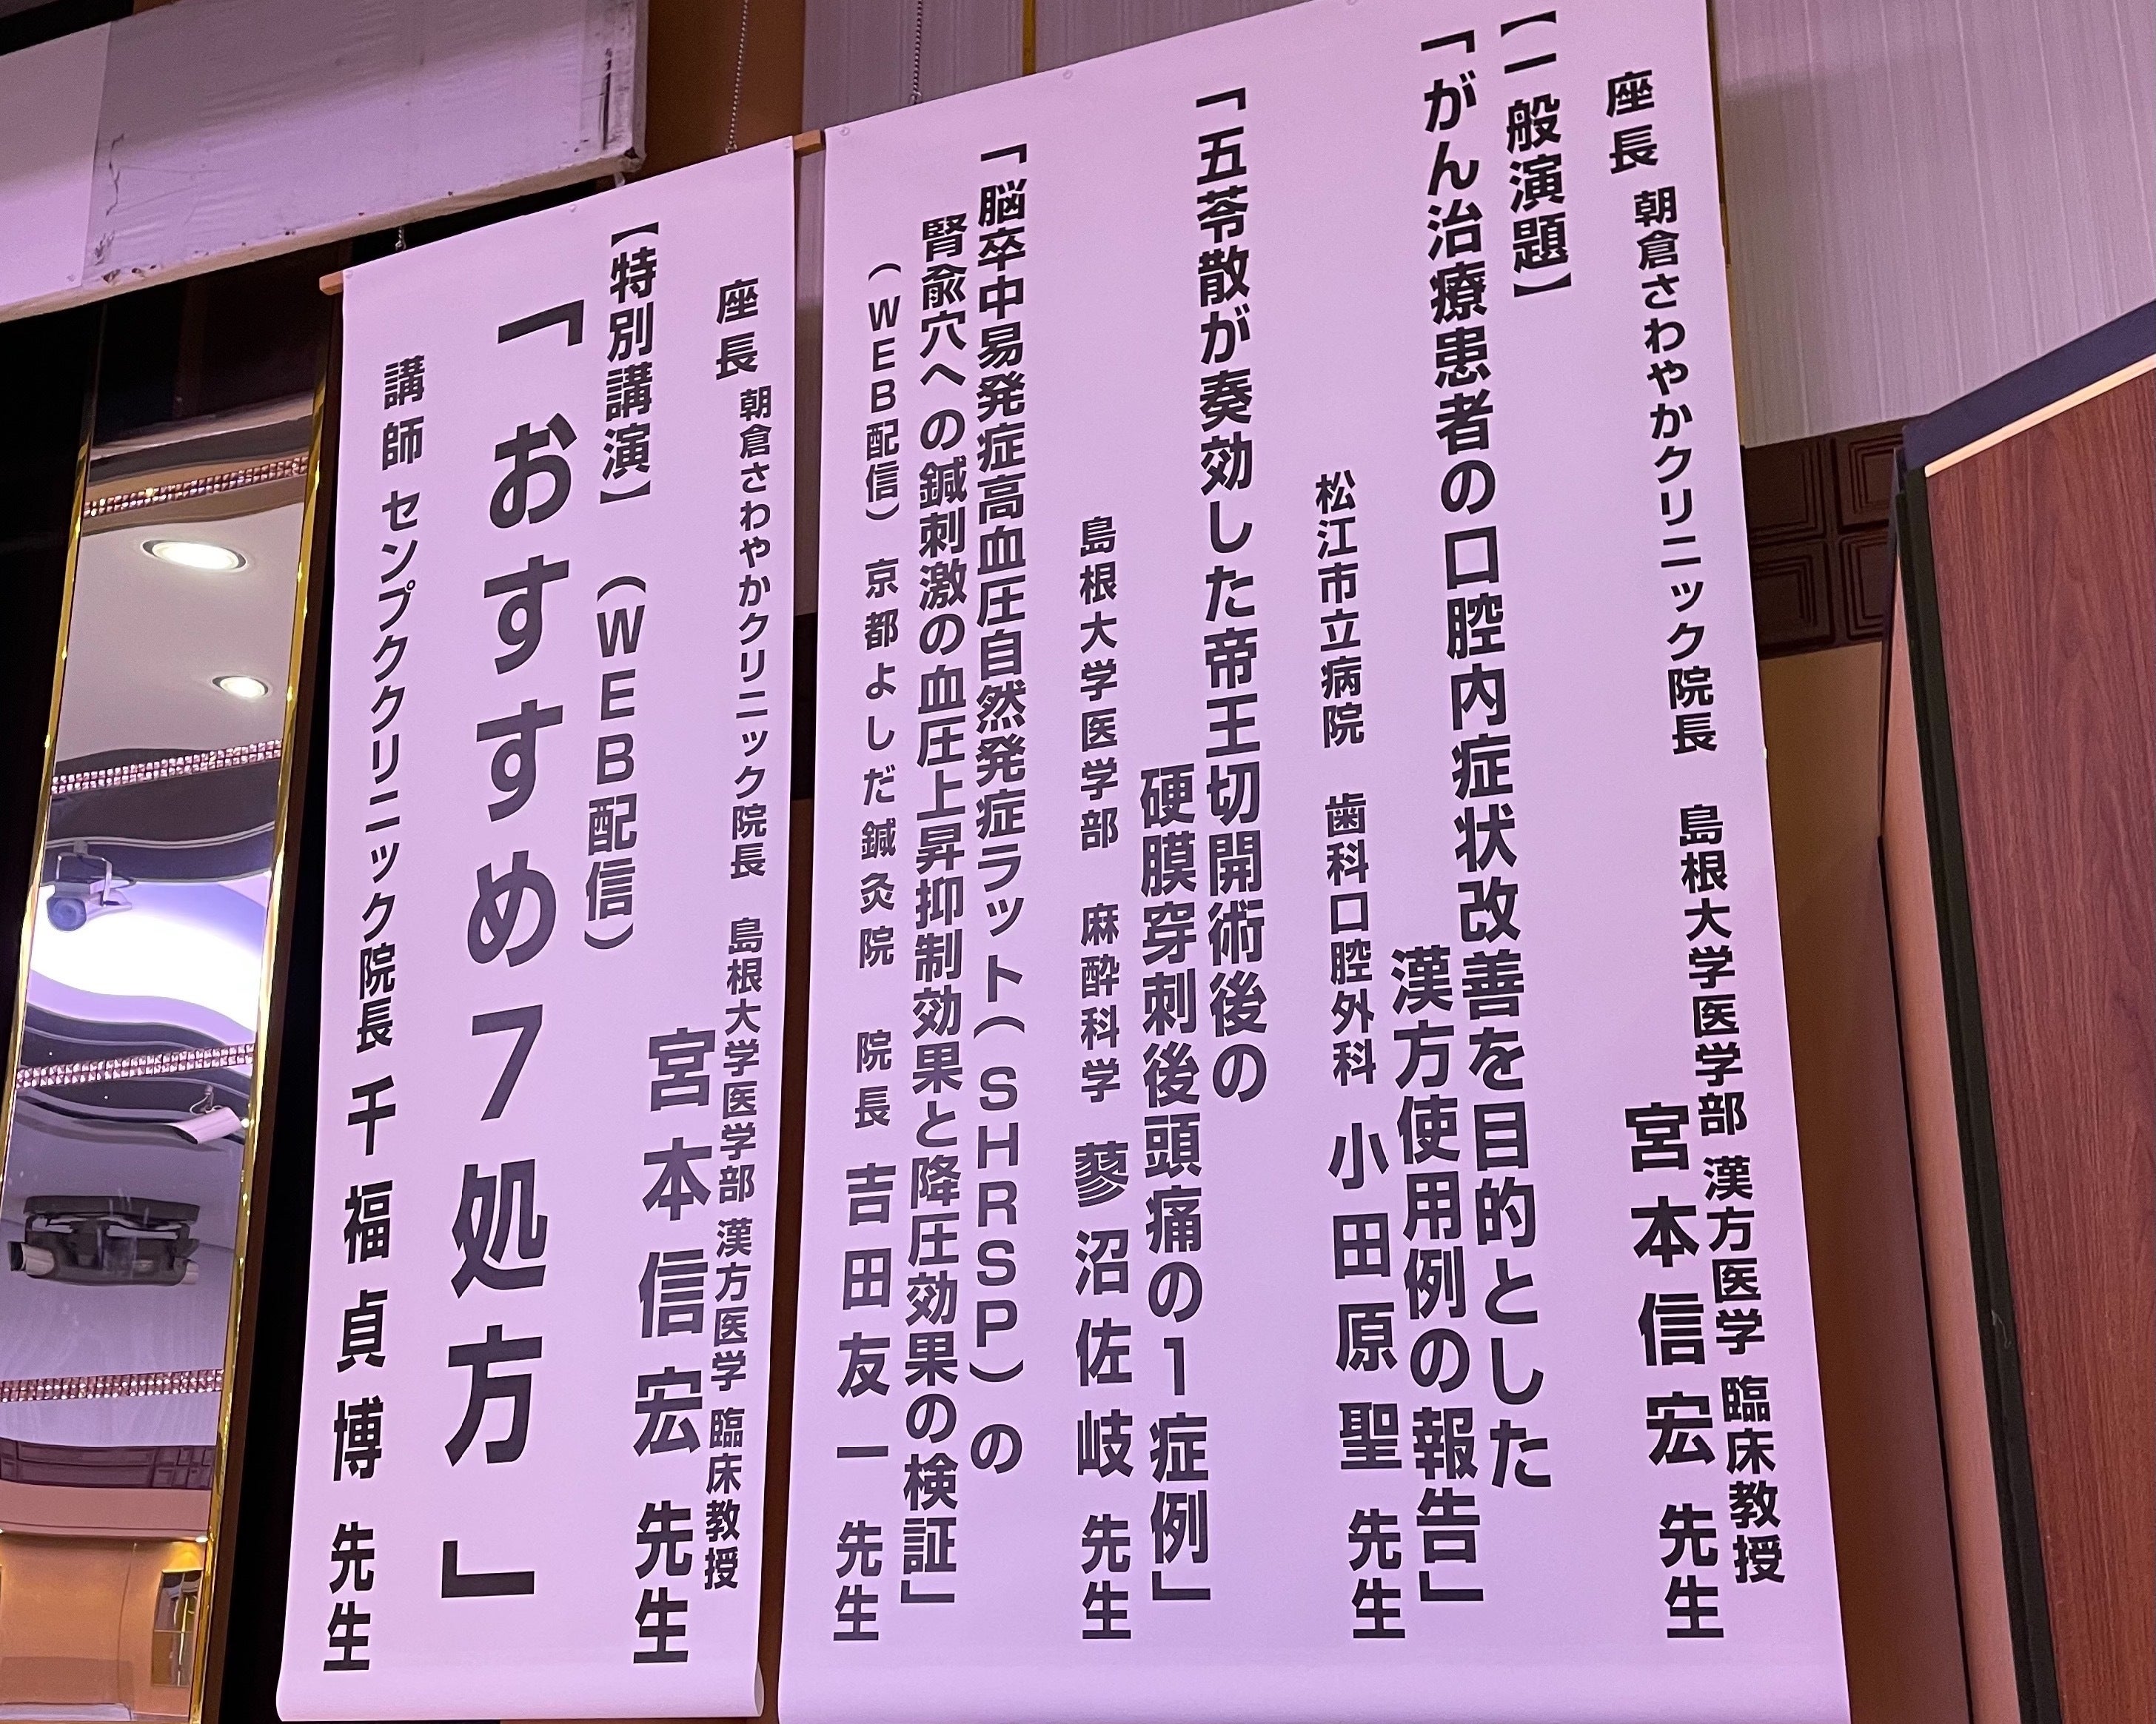 座長 朝倉さわやかクリニック院長 島根大学医学部 漢方医学 臨床教授
宮本信宏 先生
【一般演題】
「がん治療患者の口腔内症状改善を目的とした
漢方使用例の報告」
松江市立病院 歯科口腔外科 小田原 聖 先生
「五苓散が奏効した帝王切開術後の
硬膜穿刺後頭痛の1症例」
島根大学医学部 麻酔科学 蓼沼佐岐 先生
「脳卒中易発症高血圧自然発症ラット(SHRSP)の
腎兪穴への鍼刺激の血圧上昇抑制効果と降圧効果の検証」
(WEB配信) 京都よしだ鍼灸院 院長 吉田友一 先生
座長 朝倉さわやかクリニック院長 島根大学医学部 漢方医学 臨床教授
宮本信宏 先生
【特別講演】 (WEB配信)
「おすすめ7処方」
講師 センプククリニック院長 千福貞博 先生